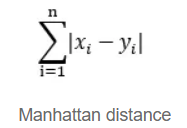 n
∑|xᵢ − yᵢ|
i=1
Manhattan distance